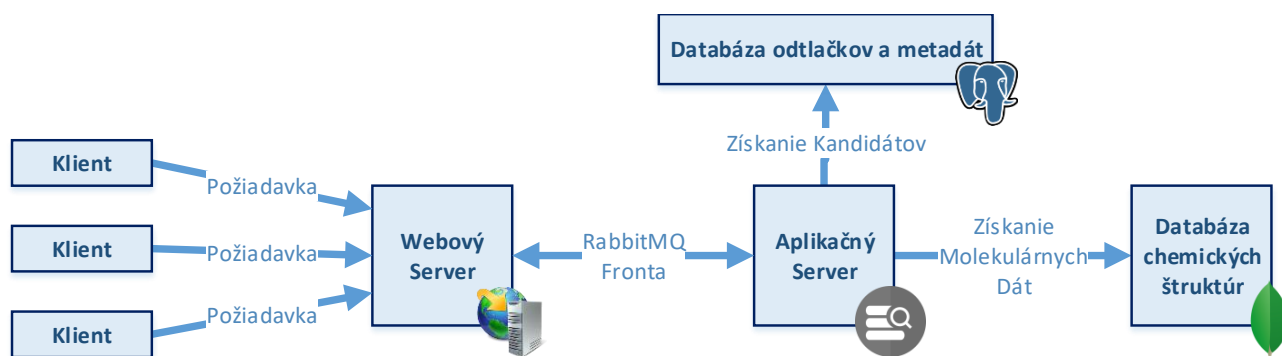 Databáza odtlačkov a metadát
Získanie Kandidátov
Klient
Požiadavka
Klient
Požiadavka
Klient
Požiadavka
Webový
Server
RabbitMQ
Fronta
Aplikačný
Server
Získanie
Molekulárnych
Dát
Databáza
chemických
štruktúr